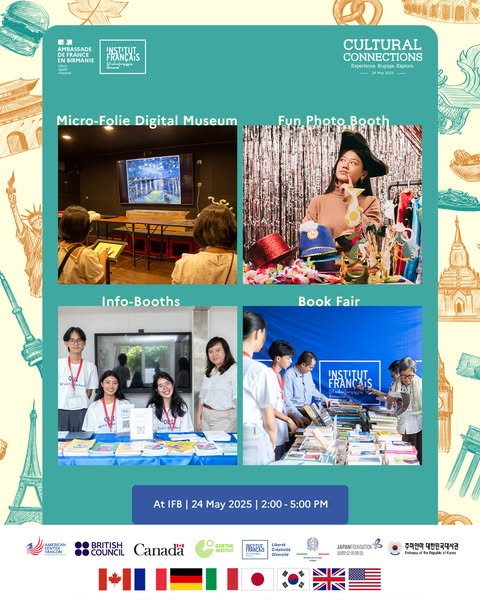 AMBASSADE
DE FRANCE
EN BIRMANIE
Liberté
Égalité
Fraternité
INSTITUT
FRANÇAIS
CULTURAL
CONNECTIONS
Experience. Engage. Explore.
24 May 2025
Micro-Folie Digital Museum
Fun Photo Booth
Info-Booths
Book Fair
INSTITUT
FRANÇAIS
At IFB | 24 May 2025 | 2:00 - 5:00 PM
AMERICAN
CENTER
YANGON
BRITISH
COUNCIL
Canada
GOETHE
INSTITUT
INSTITUT
FRANÇAIS
Liberté
Créativité
Diversité
JAPANFOUNDATION
주미얀마 대한민국대사관
Embassy of the Republic of Korea